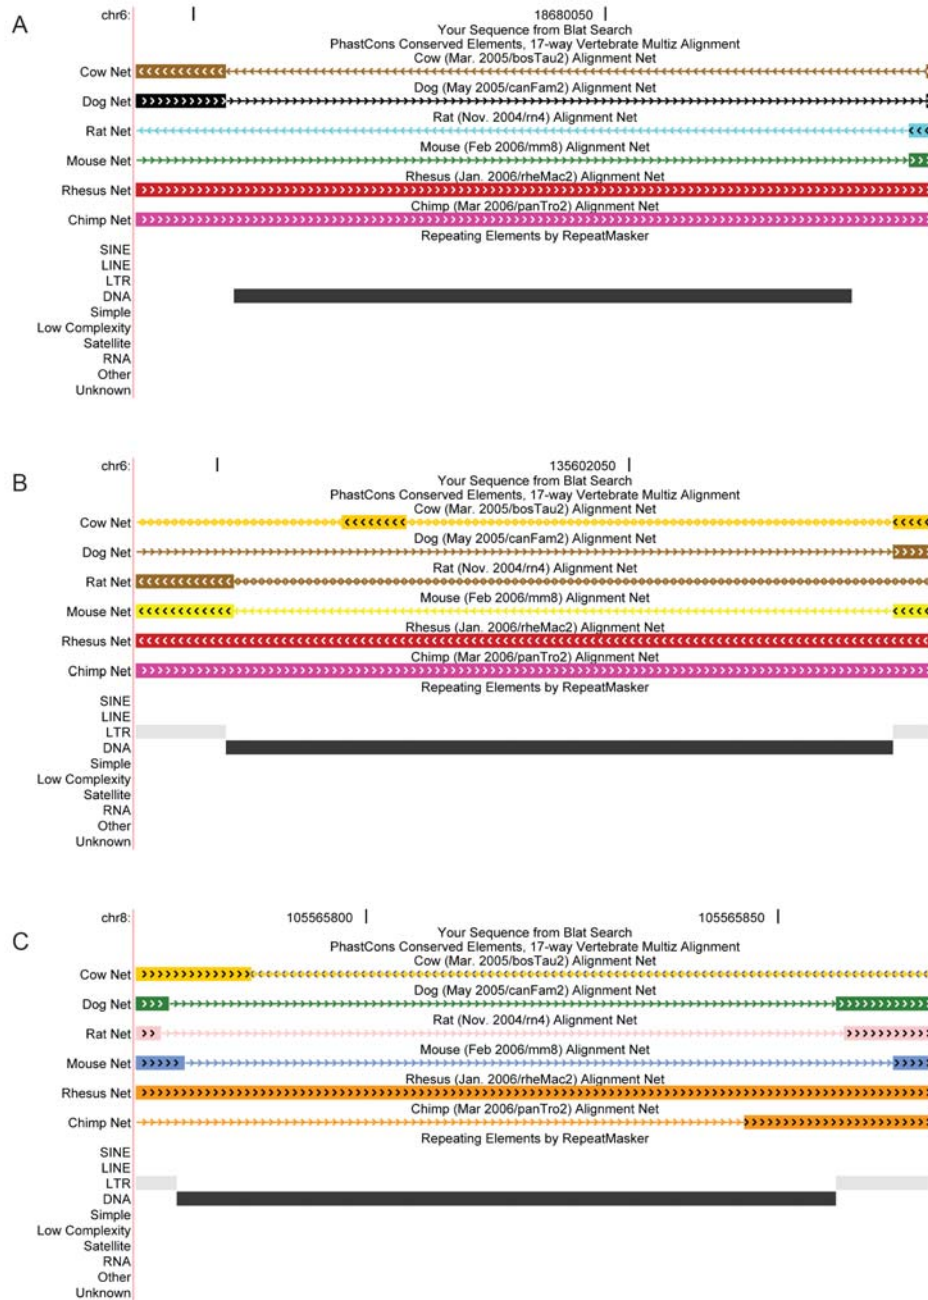 A
chr6: 18680050
Your Sequence from Blat Search
PhastCons Conserved Elements, 17-way Vertebrate Multiz Alignment
Cow (Mar. 2005/bosTau2) Alignment Net
Cow Net
Dog (May 2005/canFam2) Alignment Net
Dog Net
Rat (Nov. 2004/rn4) Alignment Net
Rat Net
Mouse (Feb 2006/mm8) Alignment Net
Mouse Net
Rhesus (Jan. 2006/rheMac2) Alignment Net
Rhesus Net
Chimp (Mar 2006/panTro2) Alignment Net
Chimp Net
Repeating Elements by RepeatMasker
SINE
LINE
LTR
DNA
Simple
Low Complexity
Satellite
RNA
Other
Unknown
B
chr6: 135602050
Your Sequence from Blat Search
PhastCons Conserved Elements, 17-way Vertebrate Multiz Alignment
Cow (Mar. 2005/bosTau2) Alignment Net
Cow Net
Dog (May 2005/canFam2) Alignment Net
Dog Net
Rat (Nov. 2004/rn4) Alignment Net
Rat Net
Mouse (Feb 2006/mm8) Alignment Net
Mouse Net
Rhesus (Jan. 2006/rheMac2) Alignment Net
Rhesus Net
Chimp (Mar 2006/panTro2) Alignment Net
Chimp Net
Repeating Elements by RepeatMasker
SINE
LINE
LTR
DNA
Simple
Low Complexity
Satellite
RNA
Other
Unknown
C
chr8: 105565800 105565850
Your Sequence from Blat Search
PhastCons Conserved Elements, 17-way Vertebrate Multiz Alignment
Cow (Mar. 2005/bosTau2) Alignment Net
Cow Net
Dog (May 2005/canFam2) Alignment Net
Dog Net
Rat (Nov. 2004/rn4) Alignment Net
Rat Net
Mouse (Feb 2006/mm8) Alignment Net
Mouse Net
Rhesus (Jan. 2006/rheMac2) Alignment Net
Rhesus Net
Chimp (Mar 2006/panTro2) Alignment Net
Chimp Net
Repeating Elements by RepeatMasker
SINE
LINE
LTR
DNA
Simple
Low Complexity
Satellite
RNA
Other
Unknown